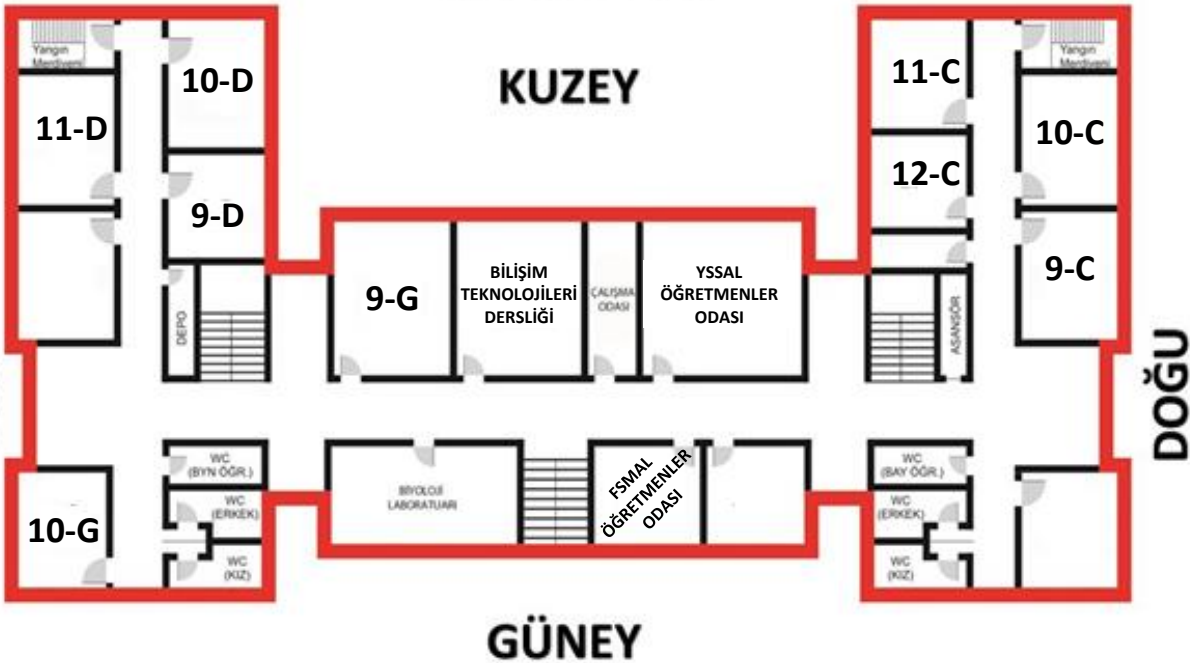 Yangın
Merdiveni
10-D
11-D
9-D
DEPO
KUZEY
11-C
Yangın
Merdiveni
10-C
12-C
9-C
9-G
BİLİŞİM
TEKNOLOJİLERİ
DERSLİĞİ
ÇALIŞMA
ODASI
YSSAL
ÖĞRETMENLER
ODASI
ASANSÖR
DOĞU
WC
(BYN ÖĞR.)
WC
(ERKEK)
WC
(KIZ)
10-G
BİYOLOJİ
LABORATUARI
FSMAL
ÖĞRETMENLER
ODASI
WC
(BAY ÖĞR.)
WC
(ERKEK)
WC
(KIZ)
GÜNEY